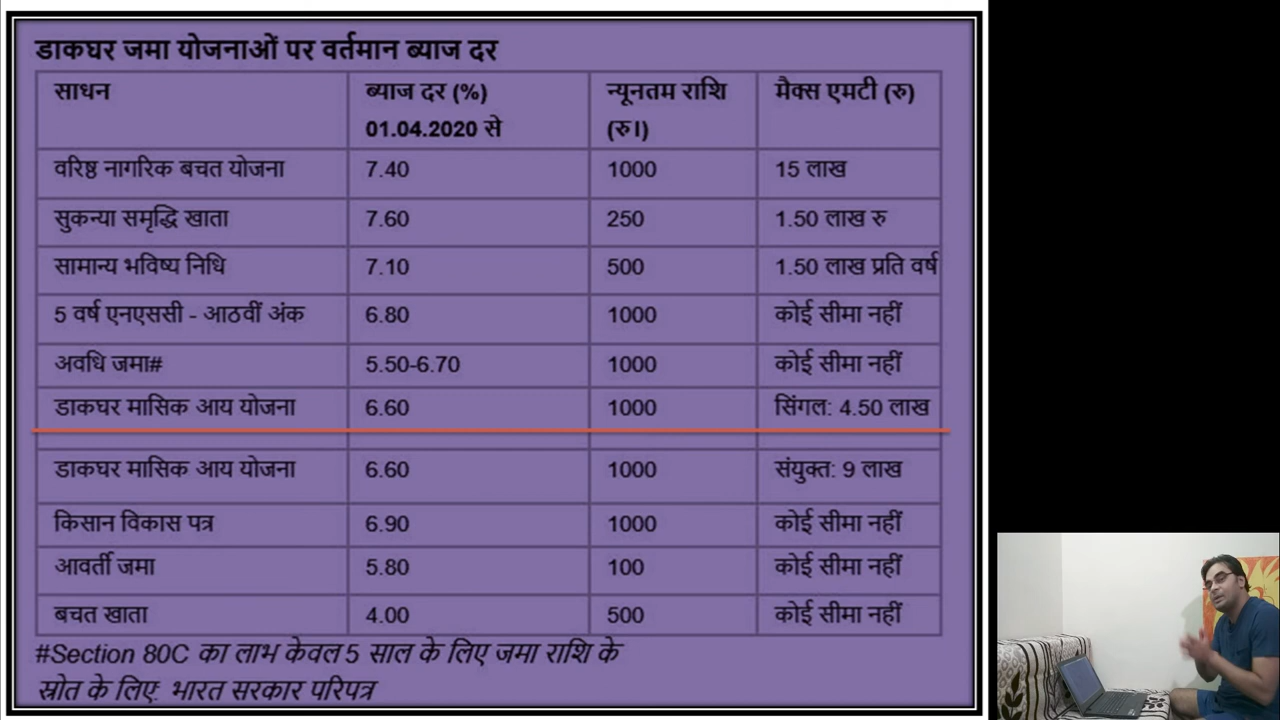 डाकघर जमा योजनाओं पर वर्तमान ब्याज दर
साधन ब्याज दर (%) 01.04.2020 से न्यूनतम राशि (रु।) मैक्स एमटी (रु)
वरिष्ठ नागरिक बचत योजना 7.40 1000 15 लाख
सुकन्या समृद्धि खाता 7.60 250 1.50 लाख रु
सामान्य भविष्य निधि 7.10 500 1.50 लाख प्रति वर्ष
5 वर्ष एनएससी - आठवीं अंक 6.80 1000 कोई सीमा नहीं
अवधि जमा# 5.50-6.70 1000 कोई सीमा नहीं
डाकघर मासिक आय योजना 6.60 1000 सिंगल: 4.50 लाख
डाकघर मासिक आय योजना 6.60 1000 संयुक्त: 9 लाख
किसान विकास पत्र 6.90 1000 कोई सीमा नहीं
आवर्ती जमा 5.80 100 कोई सीमा नहीं
बचत खाता 4.00 500 कोई सीमा नहीं
#Section 80C का लाभ केवल 5 साल के लिए जमा राशि के
स्रोत के लिए: भारत सरकार परिपत्र